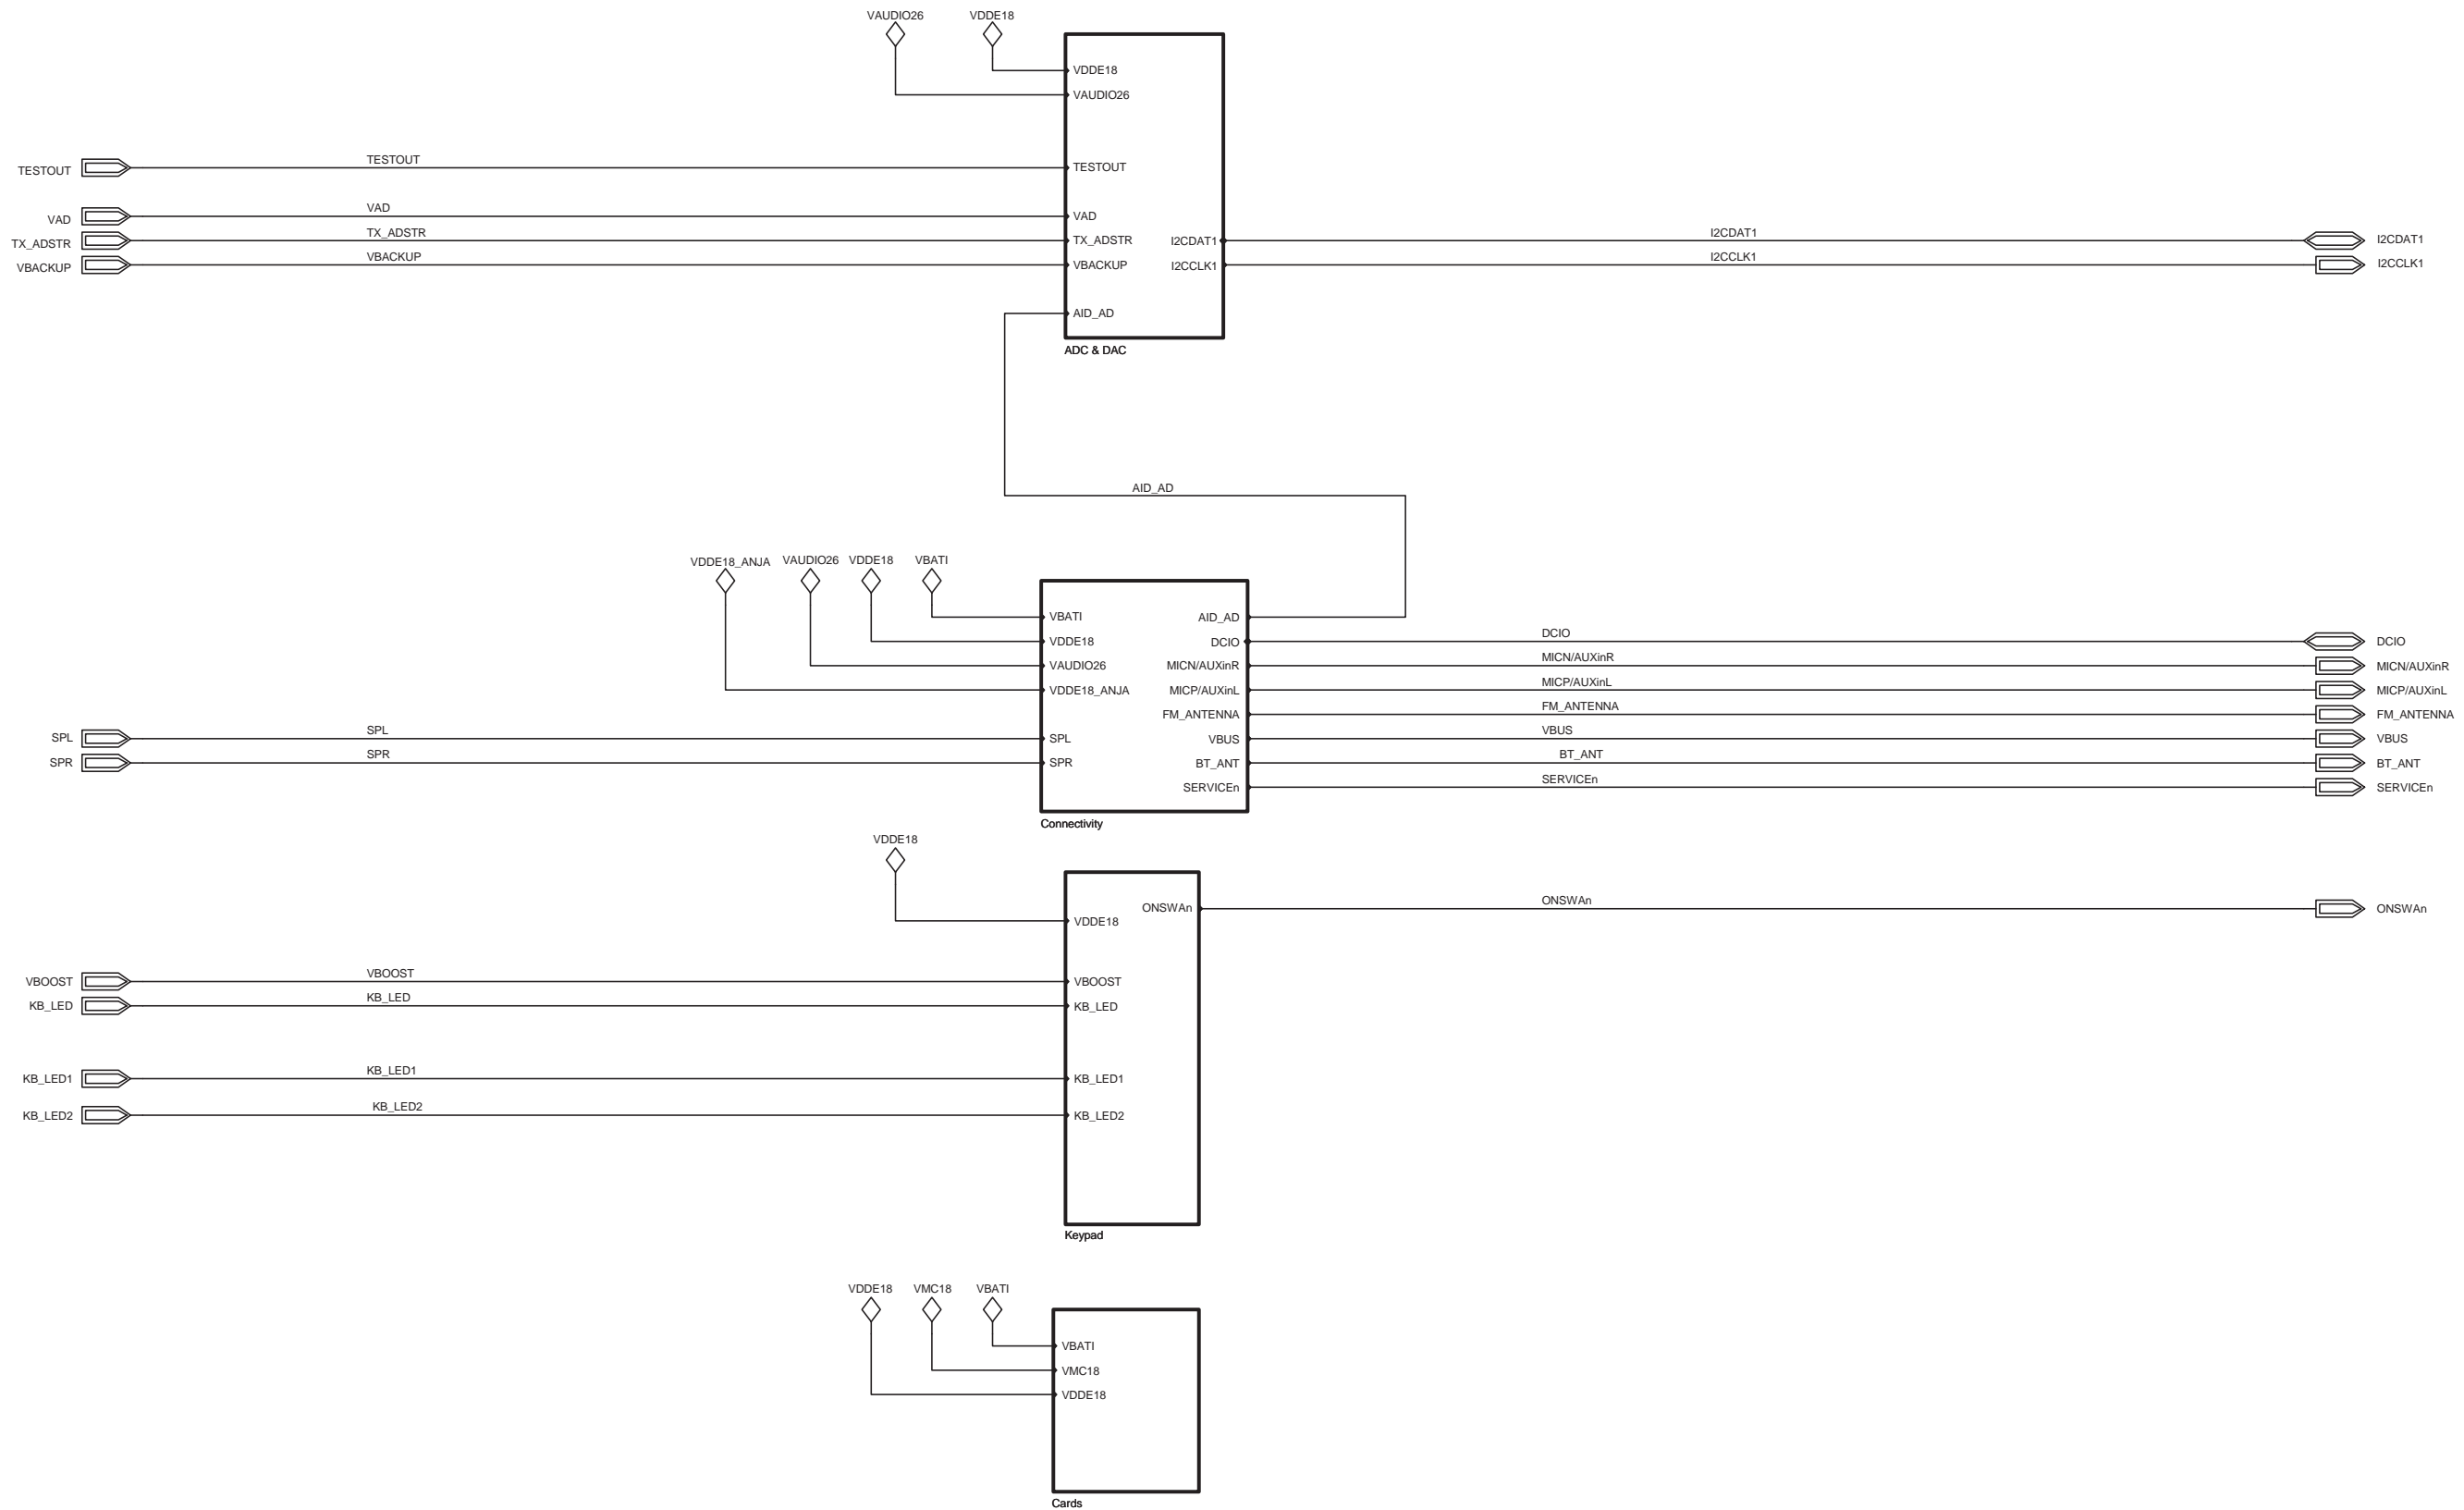 VAUDIO26 VDDE18
VDDE18
VAUDIO26
TESTOUT TESTOUT TESTOUT
VAD VAD VAD
TX_ADSTR TX_ADSTR TX_ADSTR I2CDAT1 I2CDAT1 I2CDAT1
VBACKUP VBACKUP VBACKUP I2CCLK1 I2CCLK1 I2CCLK1
AID_AD
ADC & DAC
AID_AD
VDDE18_ANJA VAUDIO26 VDDE18 VBATI
VBATI AID_AD
VDDE18 DCIO DCIO DCIO
VAUDIO26 MICN/AUXinR MICN/AUXinR MICN/AUXinR
VDDE18_ANJA MICP/AUXinL MICP/AUXinL MICP/AUXinL
FM_ANTENNA FM_ANTENNA FM_ANTENNA
SPL SPL SPL VBUS VBUS VBUS
SPR SPR SPR BT_ANT BT_ANT BT_ANT
SERVICEn SERVICEn SERVICEn
Connectivity
VDDE18
ONSWAn ONSWAn ONSWAn
VDDE18
VBOOST VBOOST VBOOST
KB_LED KB_LED KB_LED
KB_LED1 KB_LED1 KB_LED1
KB_LED2 KB_LED2 KB_LED2
Keypad
VDDE18 VMC18 VBATI
VBATI
VMC18
VDDE18
Cards